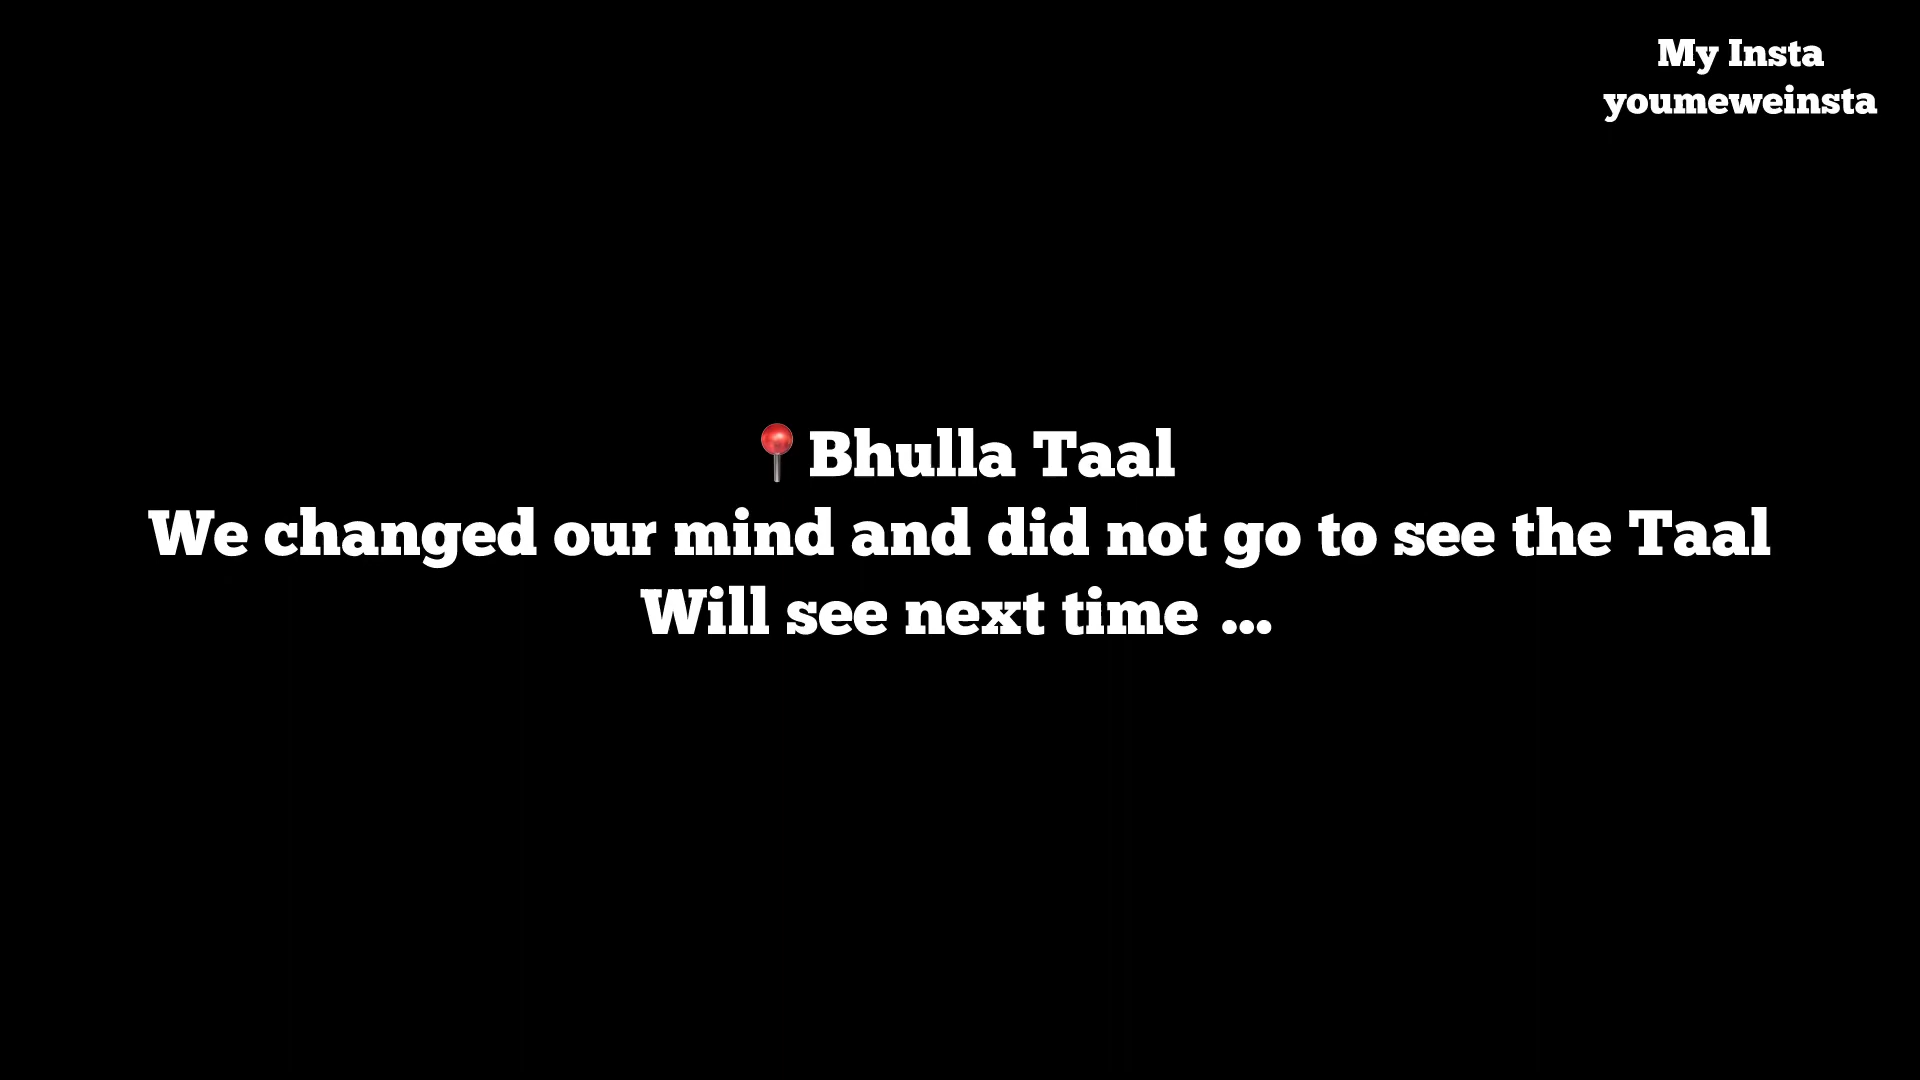 My Insta
youmeweinsta
📍Bhulla Taal
We changed our mind and did not go to see the Taal
Will see next time ...